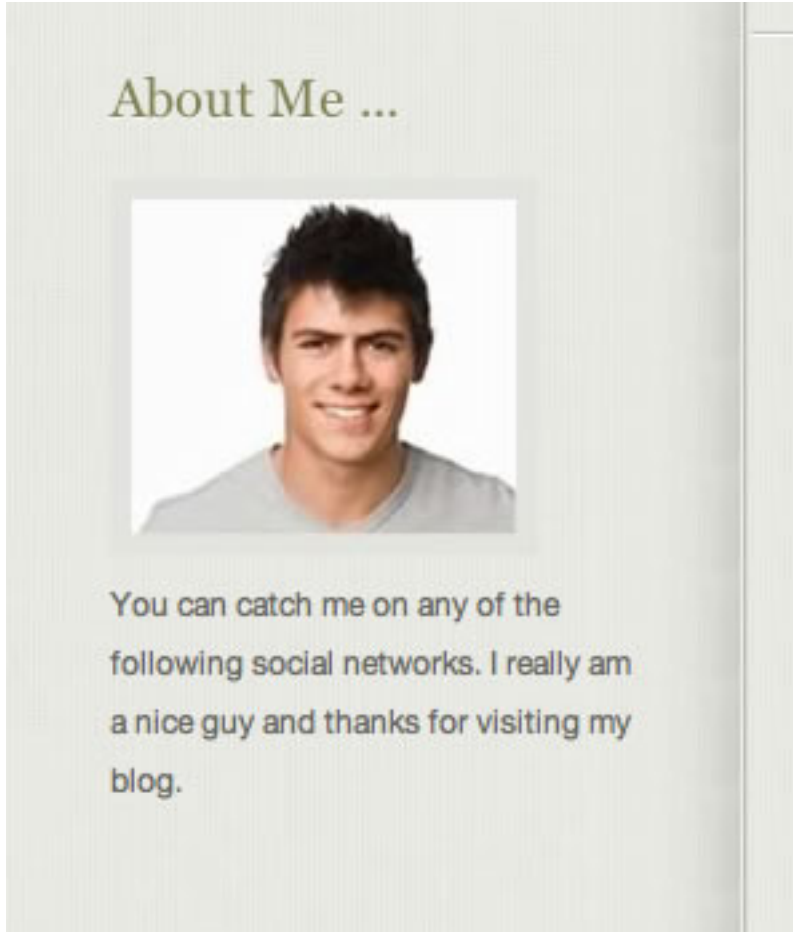 About Me ...
You can catch me on any of the
following social networks. I really am
a nice guy and thanks for visiting my
blog.